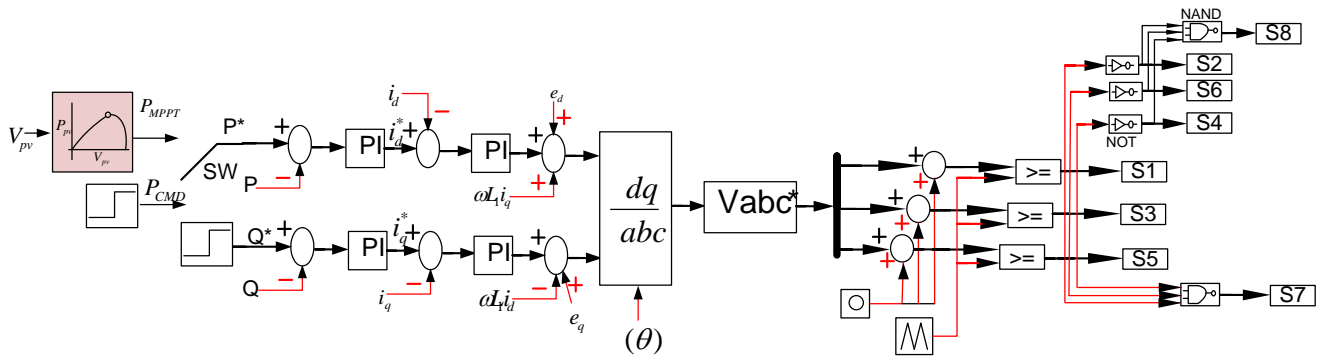 NAND
S8
S2
S6
S4
NOT
V_pv
P_pv
V_pv
P_MPPT
P*
SW
P_CMD
P
+
−
PI
i_d^*
i_d
−
+
PI
+
e_d
+
+
ωL_1 i_q
Q*
Q
+
−
PI
i_q^*
+
−
i_q
PI
+
−
ωL_1 i_d
+
e_q
dq
abc
(θ)
Vabc*
+
+
+
+
+
+
>=
>=
>=
S1
S3
S5
S7